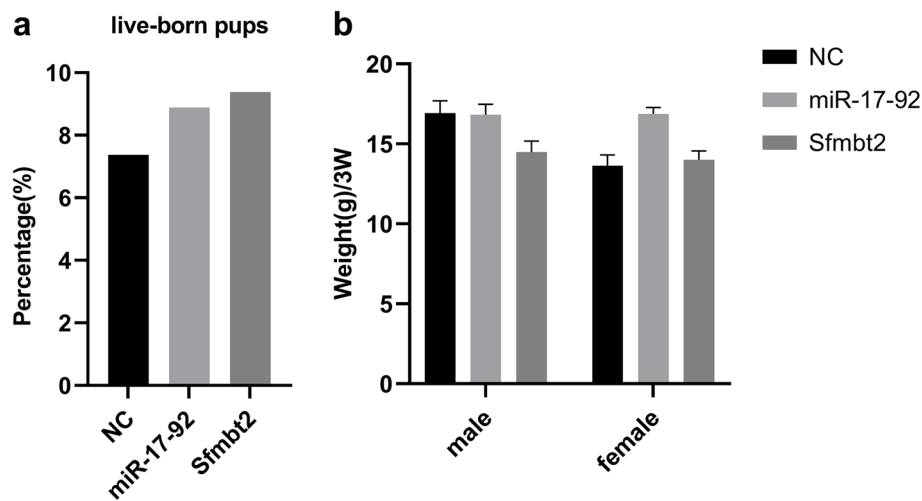 a
live-born pups
Percentage(%)
10
8
6
4
2
0
NC
miR-17-92
Sfmbt2
b
Weight(g)/3W
20
15
10
5
0
male
female
NC
miR-17-92
Sfmbt2